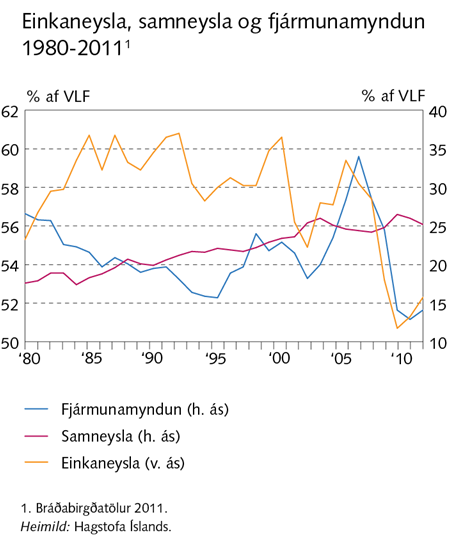 Einkaneysla, samneysla og fjármunamyndun
1980-2011¹
% af VLF % af VLF
62 40
60 35
58 30
56 25
54 20
52 15
50 10
‘80 ‘85 ‘90 ‘95 ‘00 ‘05 ‘10
Fjármunamyndun (h. ás)
Samneysla (h. ás)
Einkaneysla (v. ás)
1. Bráðabirgðatölur 2011.
Heimild: Hagstofa Íslands.